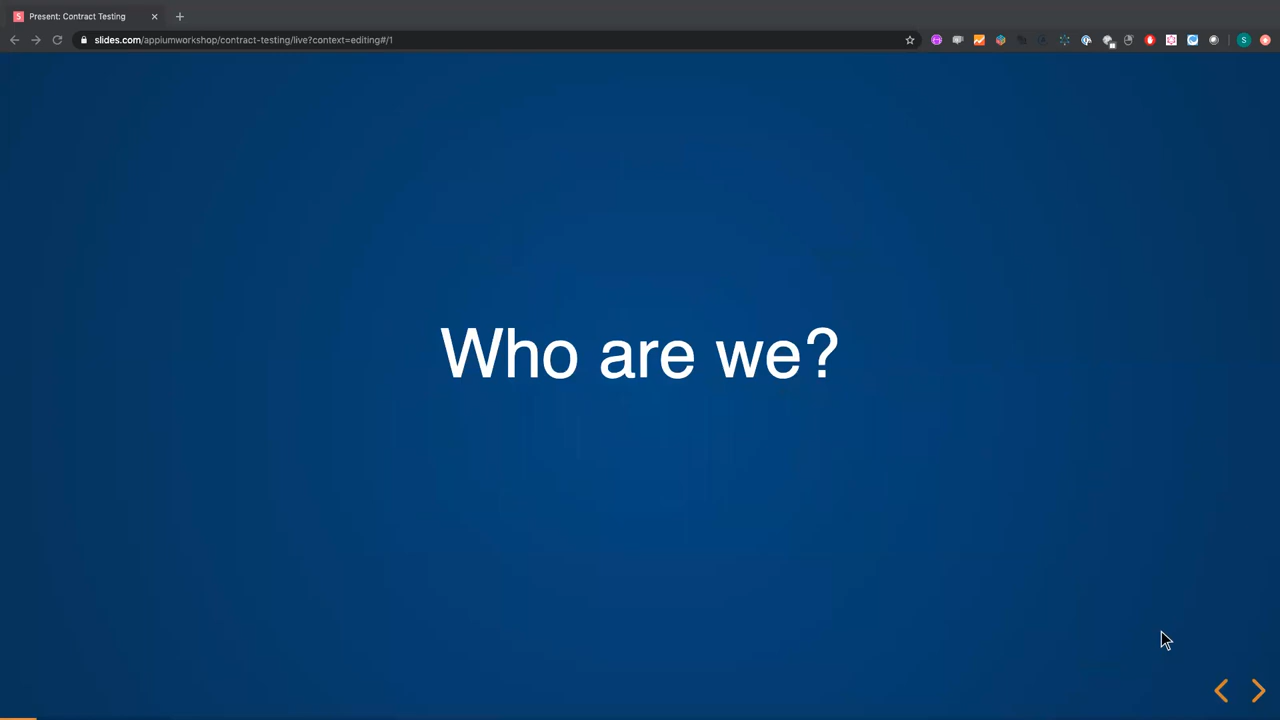 Present: Contract Testing
slides.com/appiumworkshop/contract-testing/live?context=editing#/1
S
Who are we?